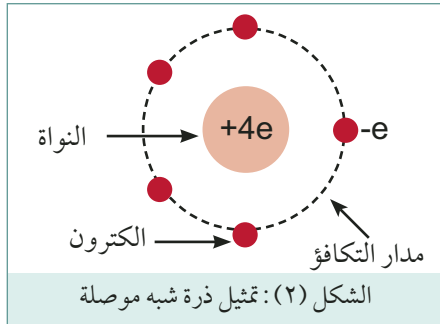 +4e
-e
النواة
الكترون
مدار التكافؤ
الشكل (٢): تمثيل ذرة شبه موصلة